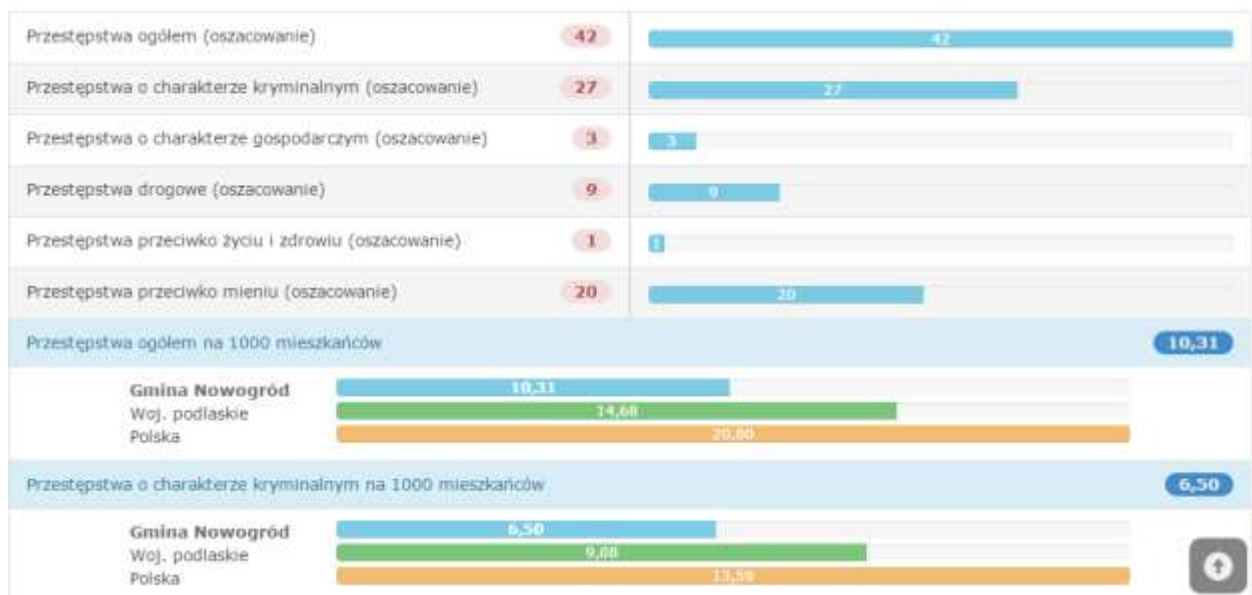 Przestępstwa ogółem (oszacowanie) 42 42
Przestępstwa o charakterze kryminalnym (oszacowanie) 27 27
Przestępstwa o charakterze gospodarczym (oszacowanie) 3 3
Przestępstwa drogowe (oszacowanie) 9 9
Przestępstwa przeciwko życiu i zdrowiu (oszacowanie) 1 1
Przestępstwa przeciwko mieniu (oszacowanie) 20 20
Przestępstwa ogółem na 1000 mieszkańców 10,31
Gmina Nowogród 10,31
Woj. podlaskie 14,68
Polska 20,80
Przestępstwa o charakterze kryminalnym na 1000 mieszkańców 6,50
Gmina Nowogród 6,50
Woj. podlaskie 9,08
Polska 13,59